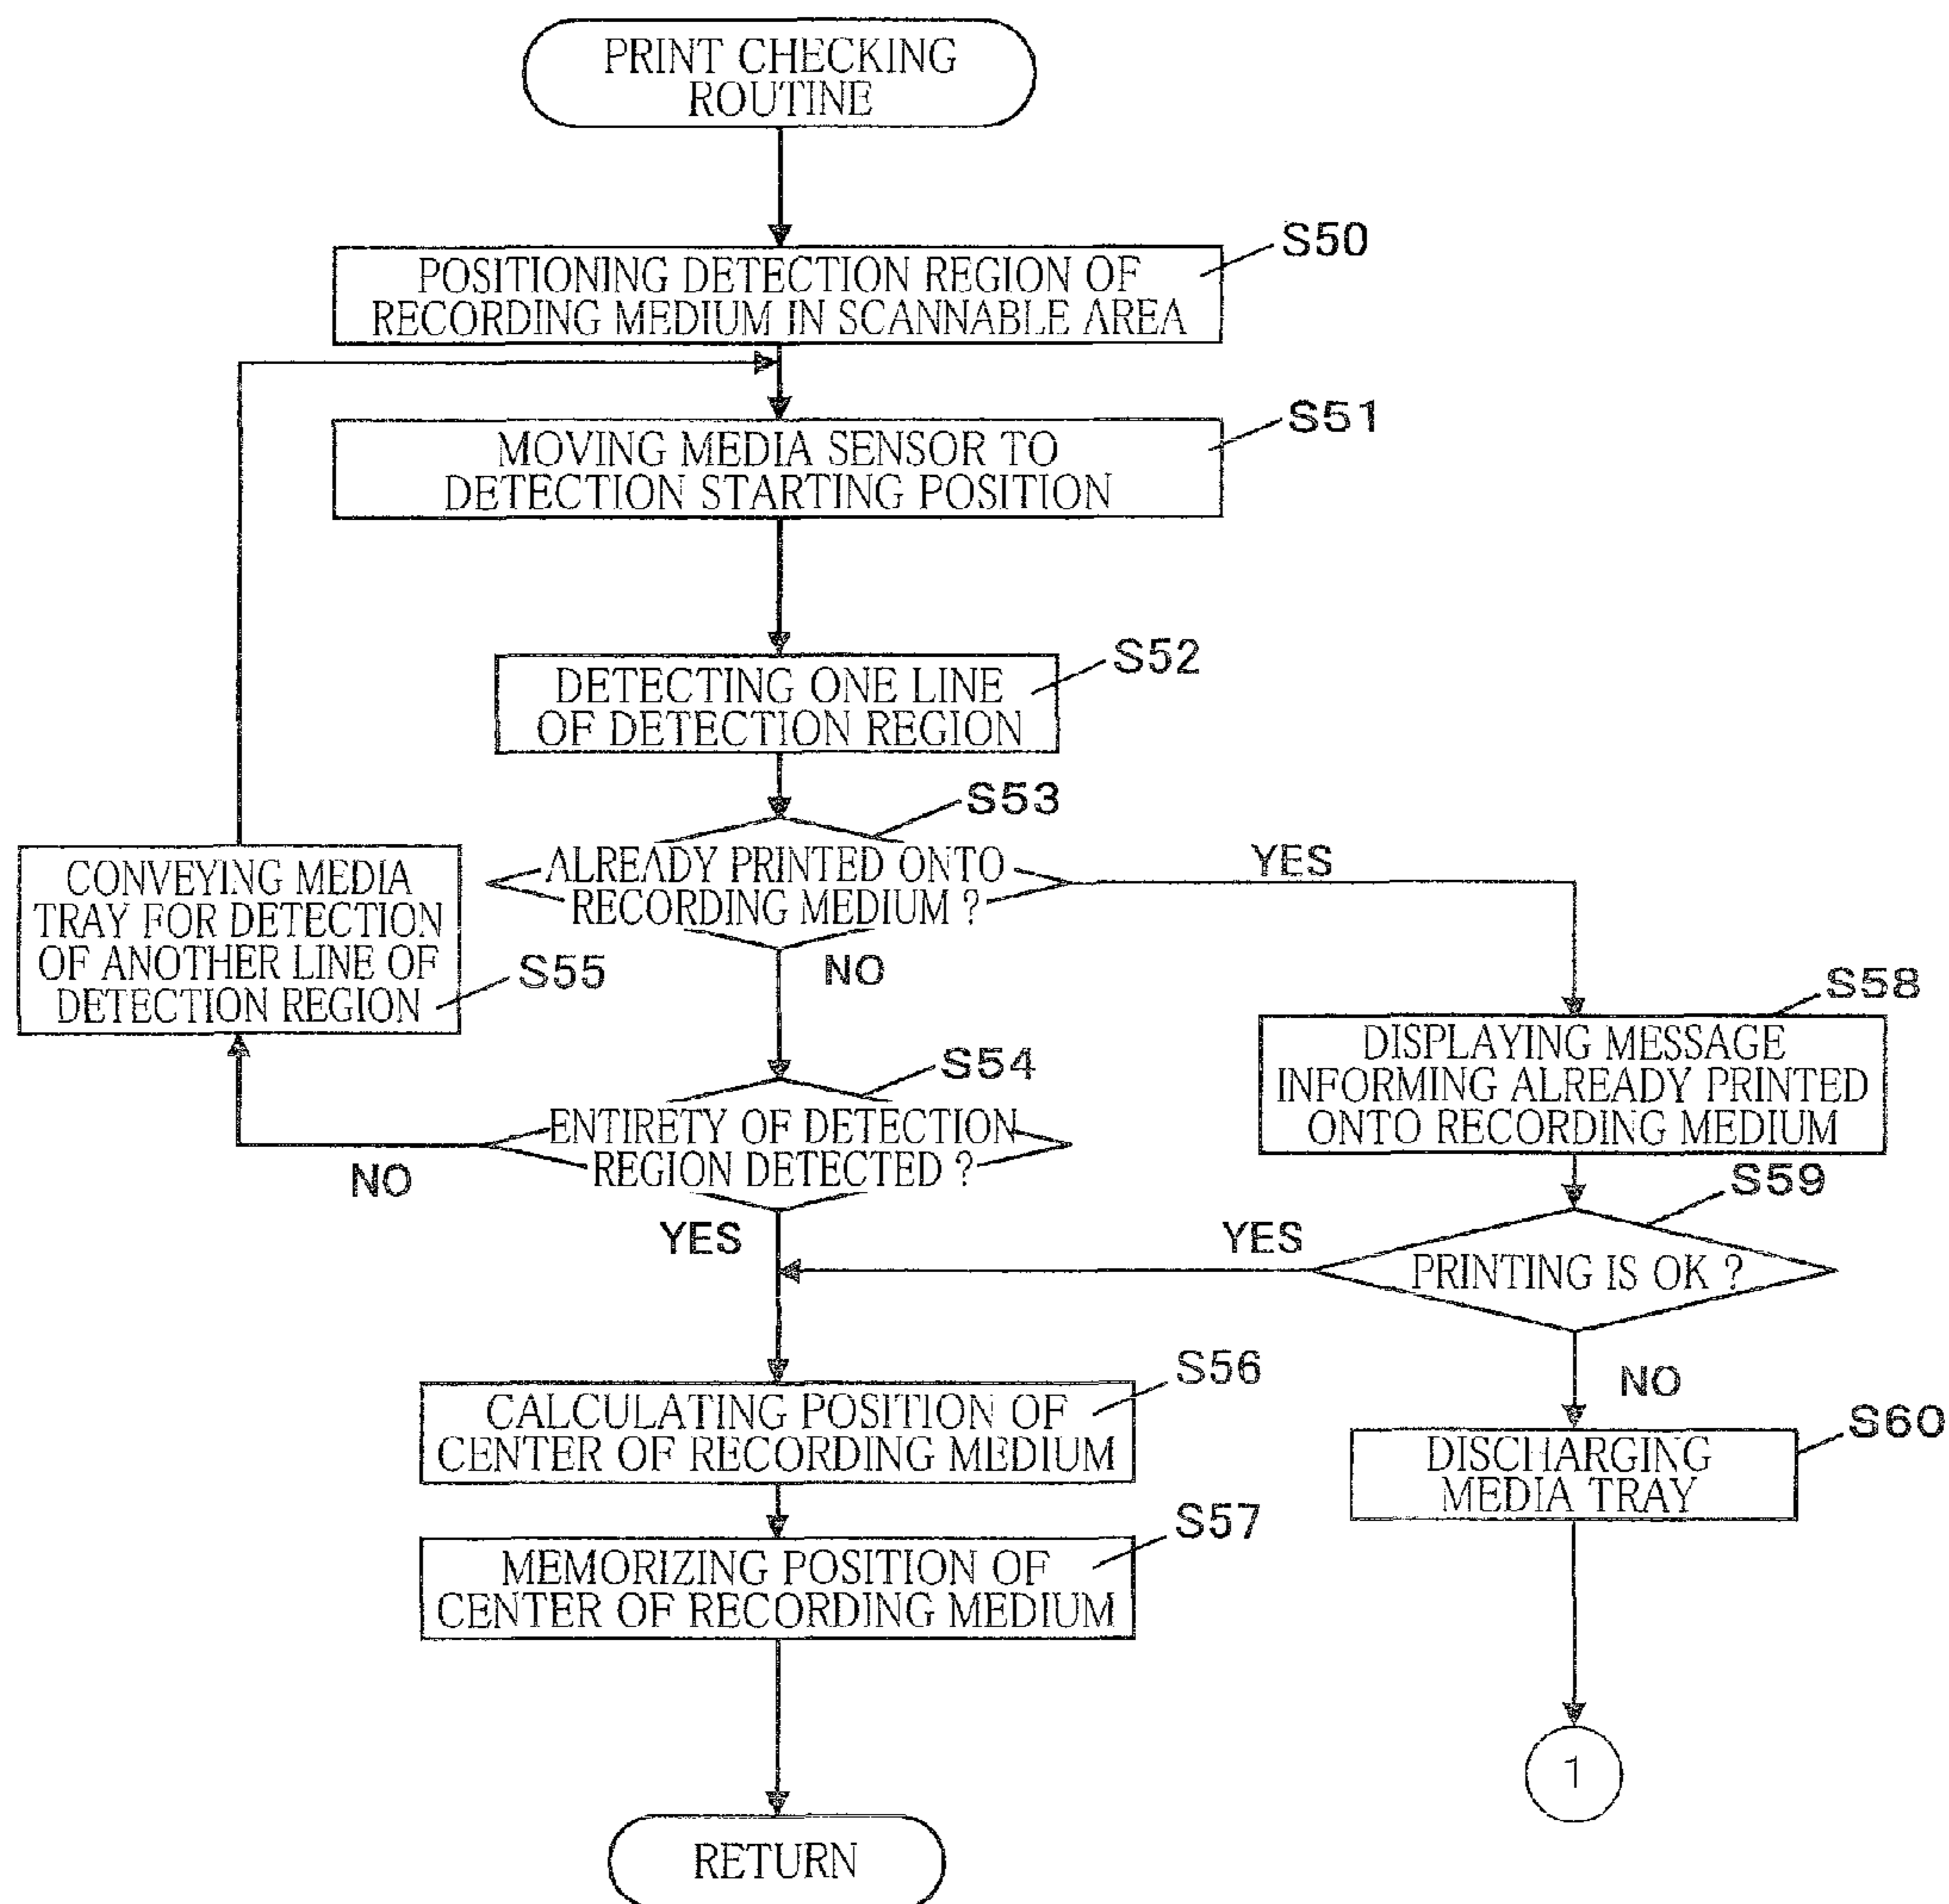 PRINT CHECKING
ROUTINE
S50
POSITIONING DETECTION REGION OF
RECORDING MEDIUM IN SCANNABLE AREA
S51
MOVING MEDIA SENSOR TO
DETECTION STARTING POSITION
S52
DETECTING ONE LINE
OF DETECTION REGION
S53
ALREADY PRINTED ONTO
RECORDING MEDIUM ?
YES
NO
CONVEYING MEDIA
TRAY FOR DETECTION
OF ANOTHER LINE OF
DETECTION REGION
S55
S54
ENTIRETY OF DETECTION
REGION DETECTED ?
NO
YES
S58
DISPLAYING MESSAGE
INFORMING ALREADY PRINTED
ONTO RECORDING MEDIUM
S59
PRINTING IS OK ?
YES
NO
S56
CALCULATING POSITION OF
CENTER OF RECORDING MEDIUM
S57
MEMORIZING POSITION OF
CENTER OF RECORDING MEDIUM
S60
DISCHARGING
MEDIA TRAY
1
RETURN